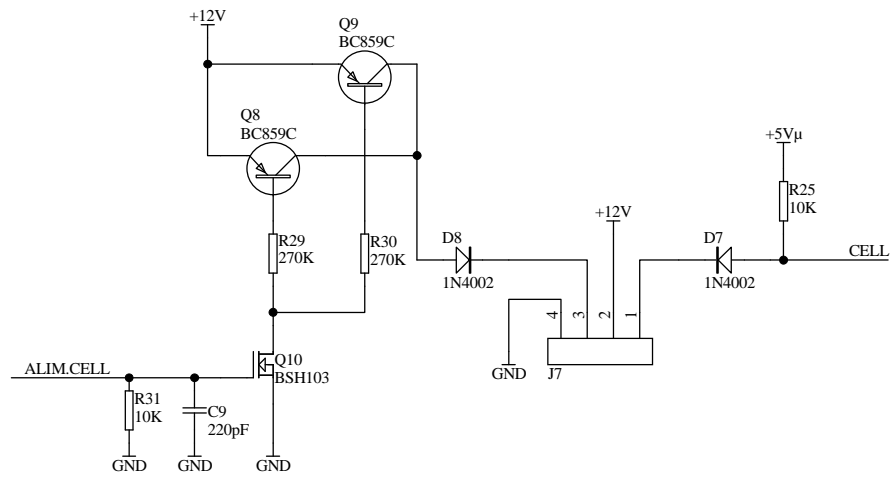 +12V
Q9
BC859C
Q8
BC859C
+5Vµ
R25
10K
+12V
R29
270K
R30
270K
D8
1N4002
D7
1N4002
CELL
4
3
2
1
GND
J7
ALIM.CELL
Q10
BSH103
R31
10K
C9
220pF
GND
GND
GND